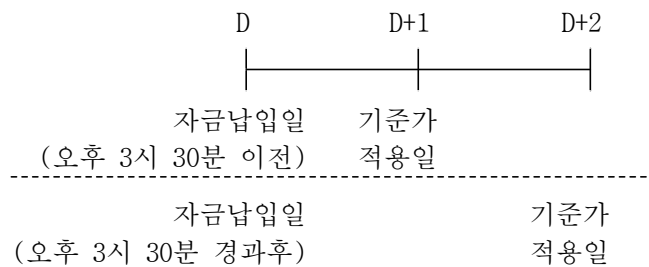 D D+1 D+2
자금납입일 기준가
(오후 3시 30분 이전) 적용일
자금납입일 기준가
(오후 3시 30분 경과후) 적용일